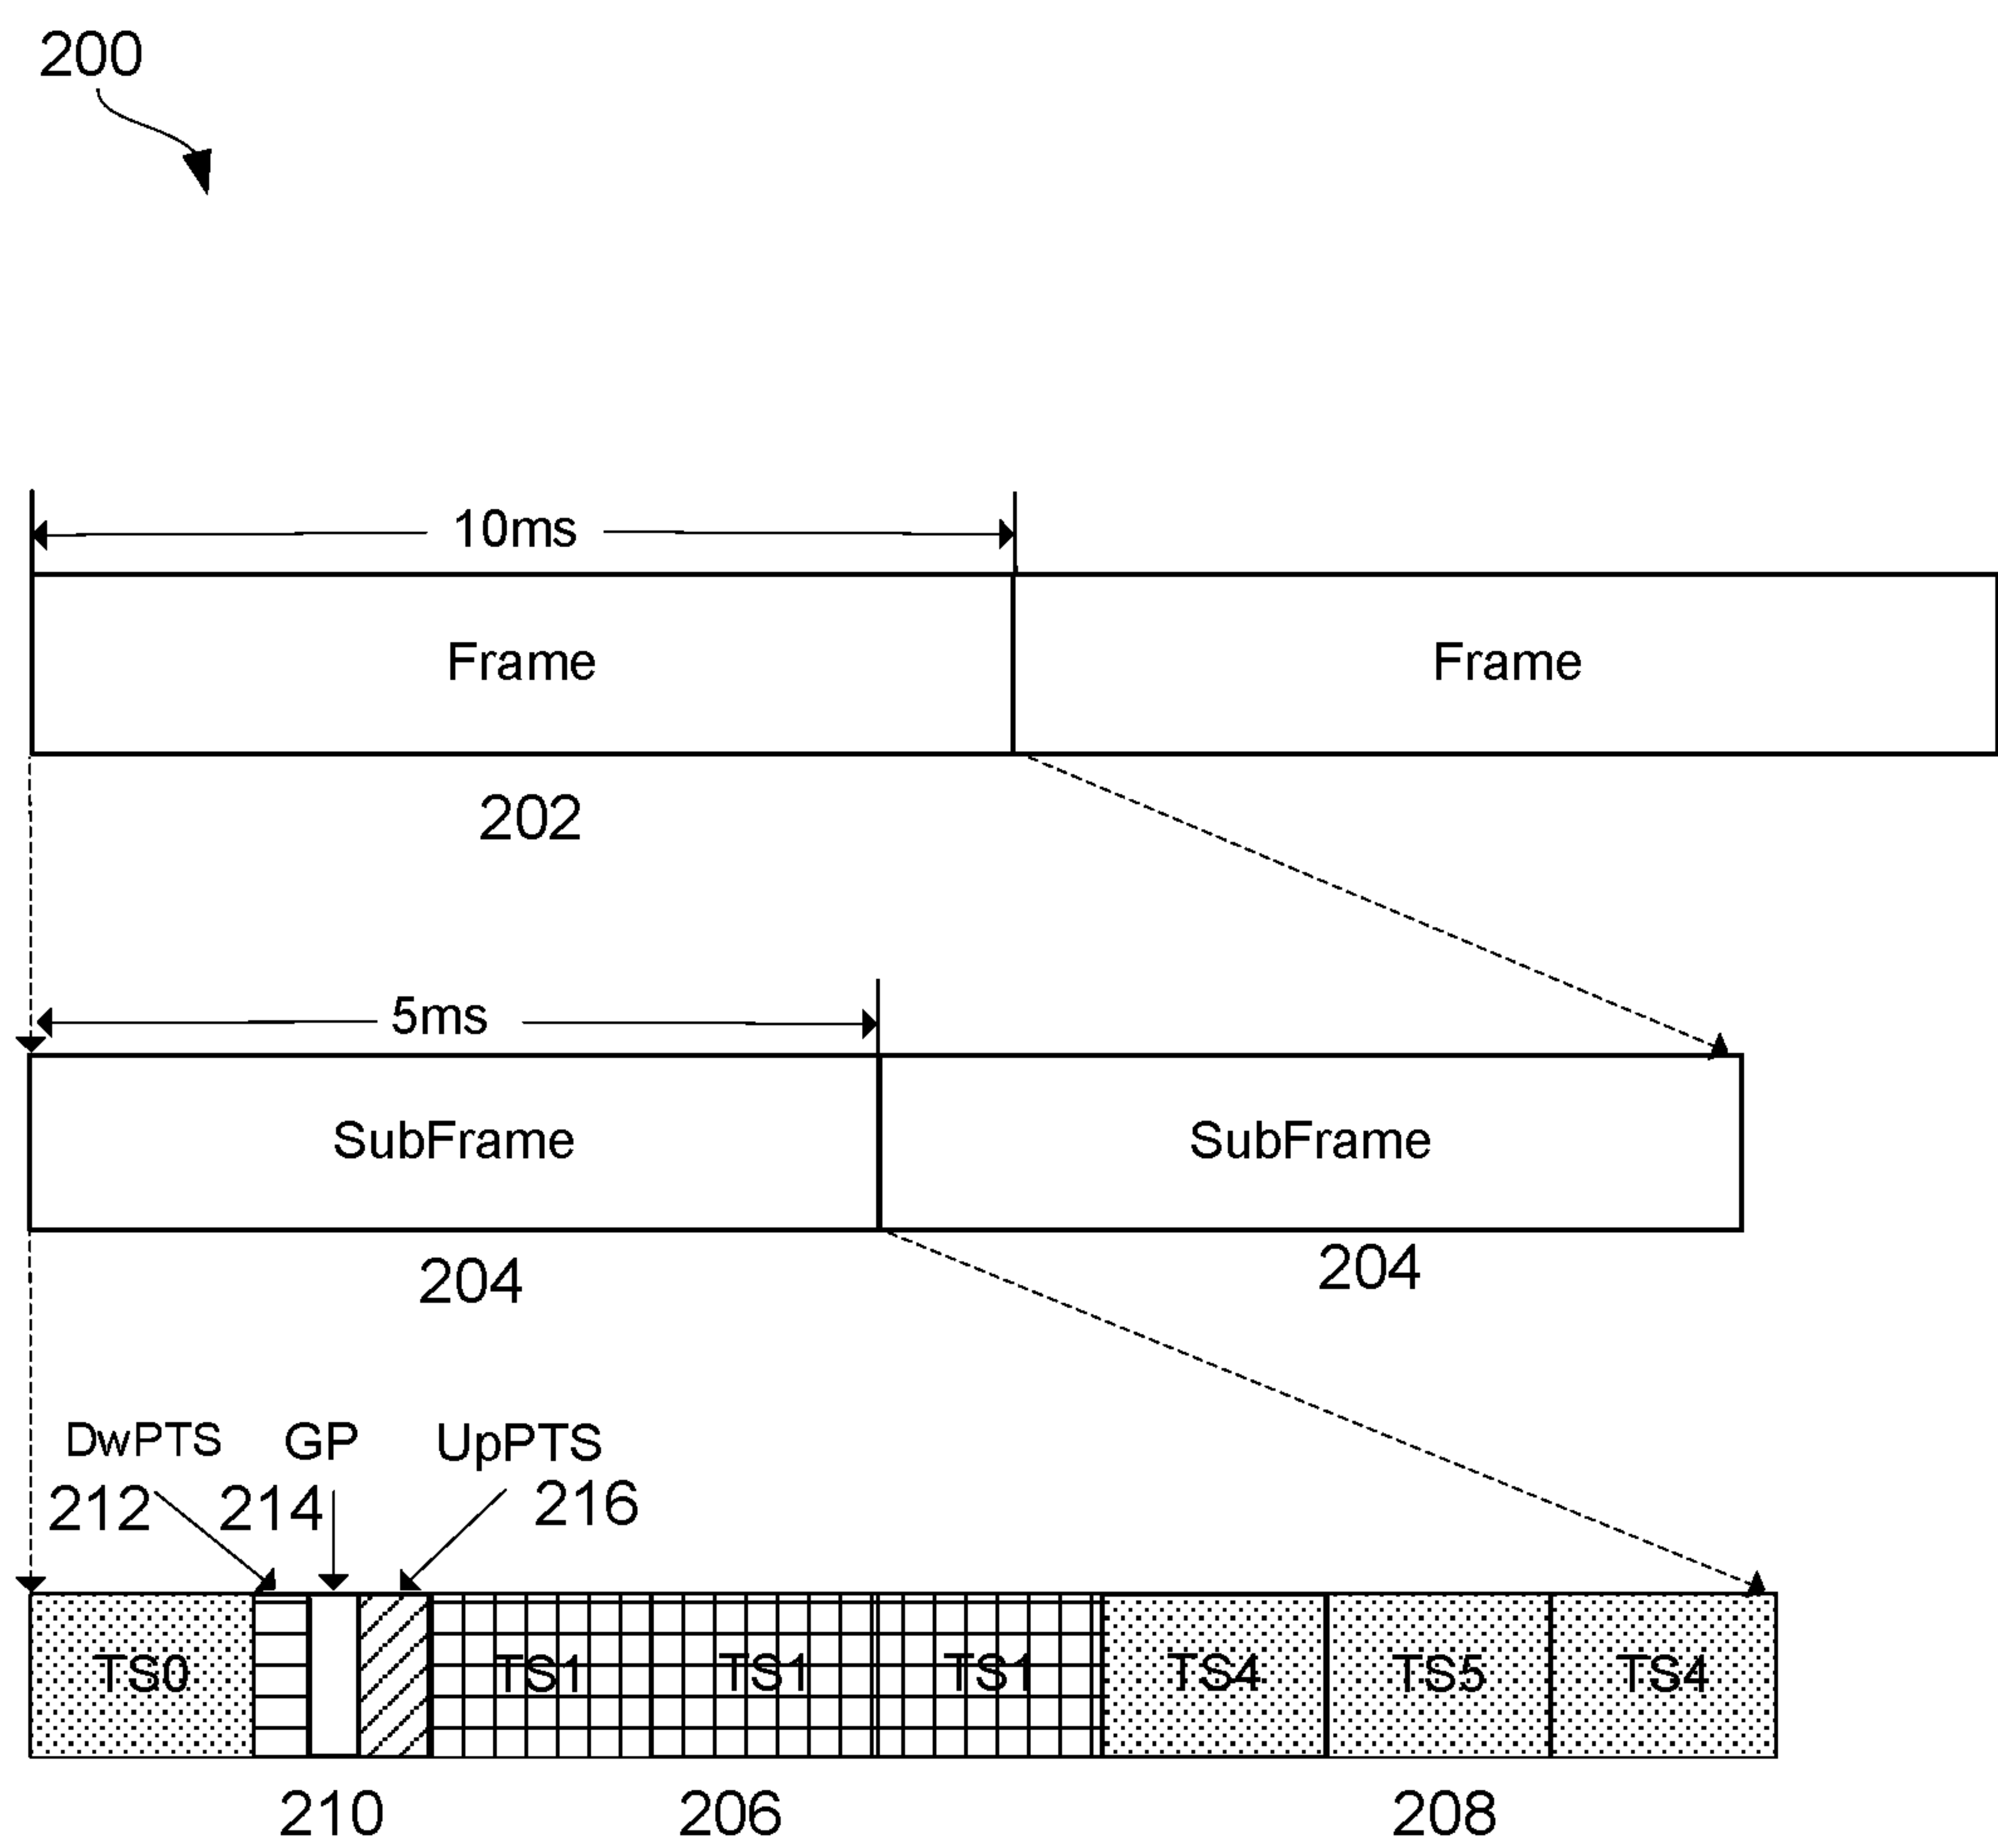 200
10ms
Frame Frame
202
5ms
SubFrame SubFrame
204 204
DwPTS GP UpPTS
212 214 216
TS0 TS1 TS1 TS1 TS4 TS5 TS4
210 206 208